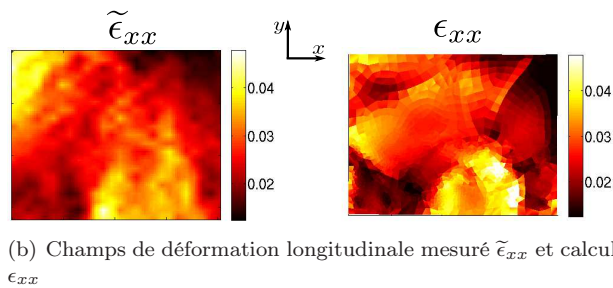 ϵ̃xx
y
x
ϵxx
0.04
0.03
0.02
0.04
0.03
0.02
(b) Champs de déformation longitudinale mesuré ϵ̃xx et calcul
ϵxx